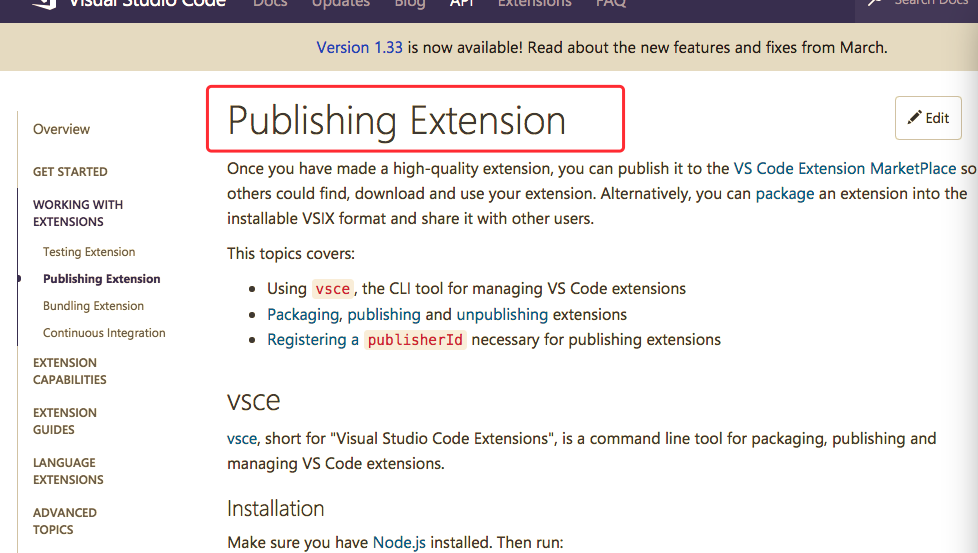 Visual Studio Code Docs Updates Blog API Extensions FAQ Search Docs
Version 1.33 is now available! Read about the new features and fixes from March.
Overview
GET STARTED
WORKING WITH
EXTENSIONS
Testing Extension
Publishing Extension
Bundling Extension
Continuous Integration
EXTENSION
CAPABILITIES
EXTENSION
GUIDES
LANGUAGE
EXTENSIONS
ADVANCED
TOPICS
Publishing Extension
Edit
Once you have made a high-quality extension, you can publish it to the VS Code Extension MarketPlace so
others could find, download and use your extension. Alternatively, you can package an extension into the
installable VSIX format and share it with other users.
This topics covers:
Using vsce, the CLI tool for managing VS Code extensions
Packaging, publishing and unpublishing extensions
Registering a publisherId necessary for publishing extensions
vsce
vsce, short for "Visual Studio Code Extensions", is a command line tool for packaging, publishing and
managing VS Code extensions.
Installation
Make sure you have Node.js installed. Then run: